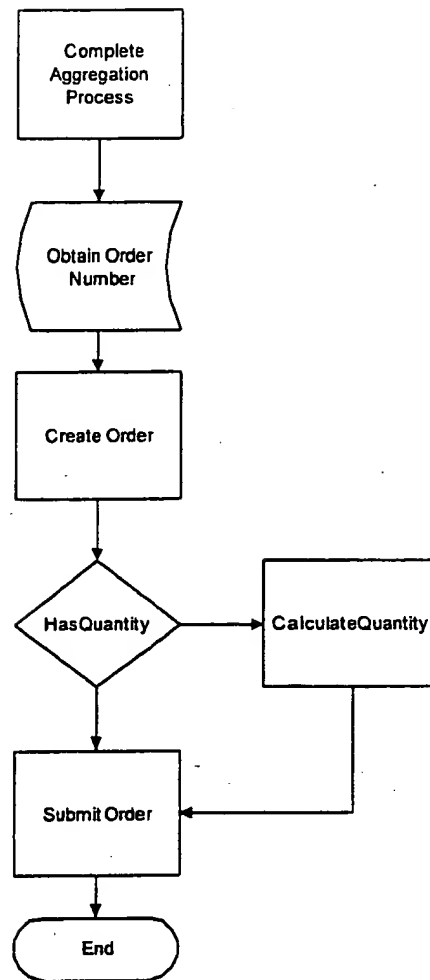 Complete
Aggregation
Process
Obtain Order
Number
Create Order
HasQuantity
CalculateQuantity
Submit Order
End